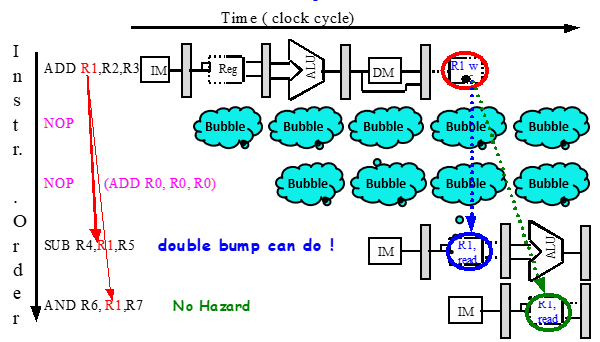 Time ( clock cycle)
Instr. .Order
ADD R1,R2,R3
IM
Reg
ALU
DM
R1 w
NOP
Bubble
Bubble
Bubble
Bubble
Bubble
NOP
(ADD R0, R0, R0)
Bubble
Bubble
Bubble
Bubble
SUB R4,R1,R5
double bump can do !
IM
R1, read
ALU
AND R6, R1,R7
No Hazard
IM
R1, read